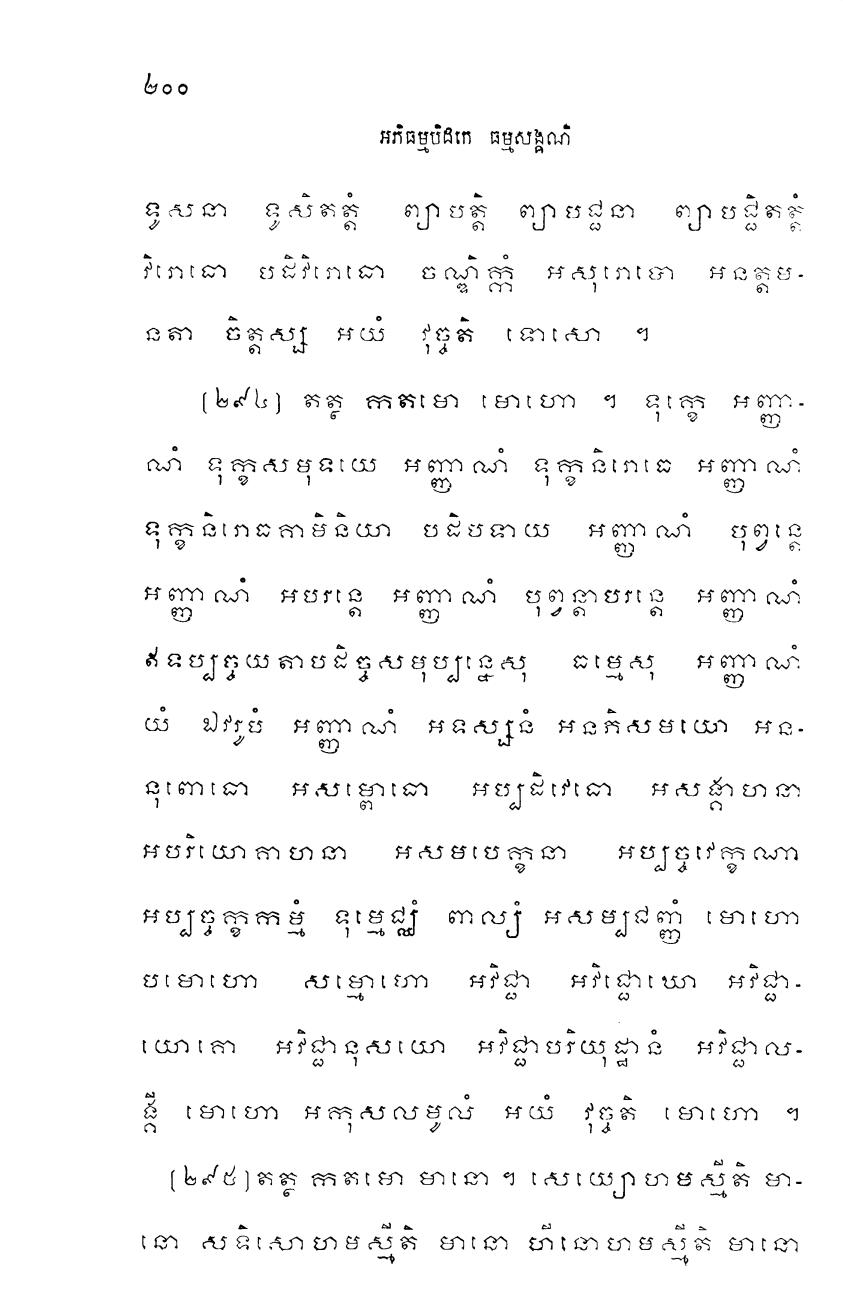 ២០០
អភិធម្មបិដកេ ធម្មសង្គណី
ទូសនា ទូសិតត្តំ ព្យាបត្តិ ព្យាបជ្ជនា ព្យាបជ្ជិតត្តំ
វិរោធោ បដិវិរោធោ ចណ្ឌិក្កំ អសុរោបោ អនត្តម-
នតា ចិត្តស្ស អយំ វុច្ចតិ ទោសោ ។
(២៩៤) តត្ថ កតមោ មោហោ ។ ទុក្ខេ អញ្ញា-
ណំ ទុក្ខសមុទយេ អញ្ញាណំ ទុក្ខនិរោធេ អញ្ញាណំ
ទុក្ខនិរោធគាមិនិយា បដិបទាយ អញ្ញាណំ បុព្វន្តេ
អញ្ញាណំ អបរន្តេ អញ្ញាណំ បុព្វន្តាបរន្តេ អញ្ញាណំ
ឥទប្បច្ចយតាបដិច្ចសមុប្បន្នេសុ ធម្មេសុ អញ្ញាណំ
យំ ឯវរូបំ អញ្ញាណំ អទស្សនំ អនភិសមយោ អន-
នុពោធោ អសម្ពោធោ អប្បដិវេធោ អសង្គាហនា
អបរិយោគាហនា អសមបេក្ខនា អប្បច្ចវេក្ខណា
អប្បច្ចក្ខកម្មំ ទុម្មេជ្ឈំ ពាល្យំ អសម្បជញ្ញំ មោហោ
បមោហោ សម្មោហោ អវិជ្ជា អវិជ្ជោឃោ អវិជ្ជា-
យោគោ អវិជ្ជានុសយោ អវិជ្ជាបរិយុដ្ឋានំ អវិជ្ជាល-
ង្គី មោហោ អកុសលមូលំ អយំ វុច្ចតិ មោហោ ។
(២៩៥) តត្ថ កតមោ មានោ ។ សេយ្យោហមស្មីតិ មា-
នោ សទិសោហមស្មីតិ មានោ ហីនោហមស្មីតិ មានោ